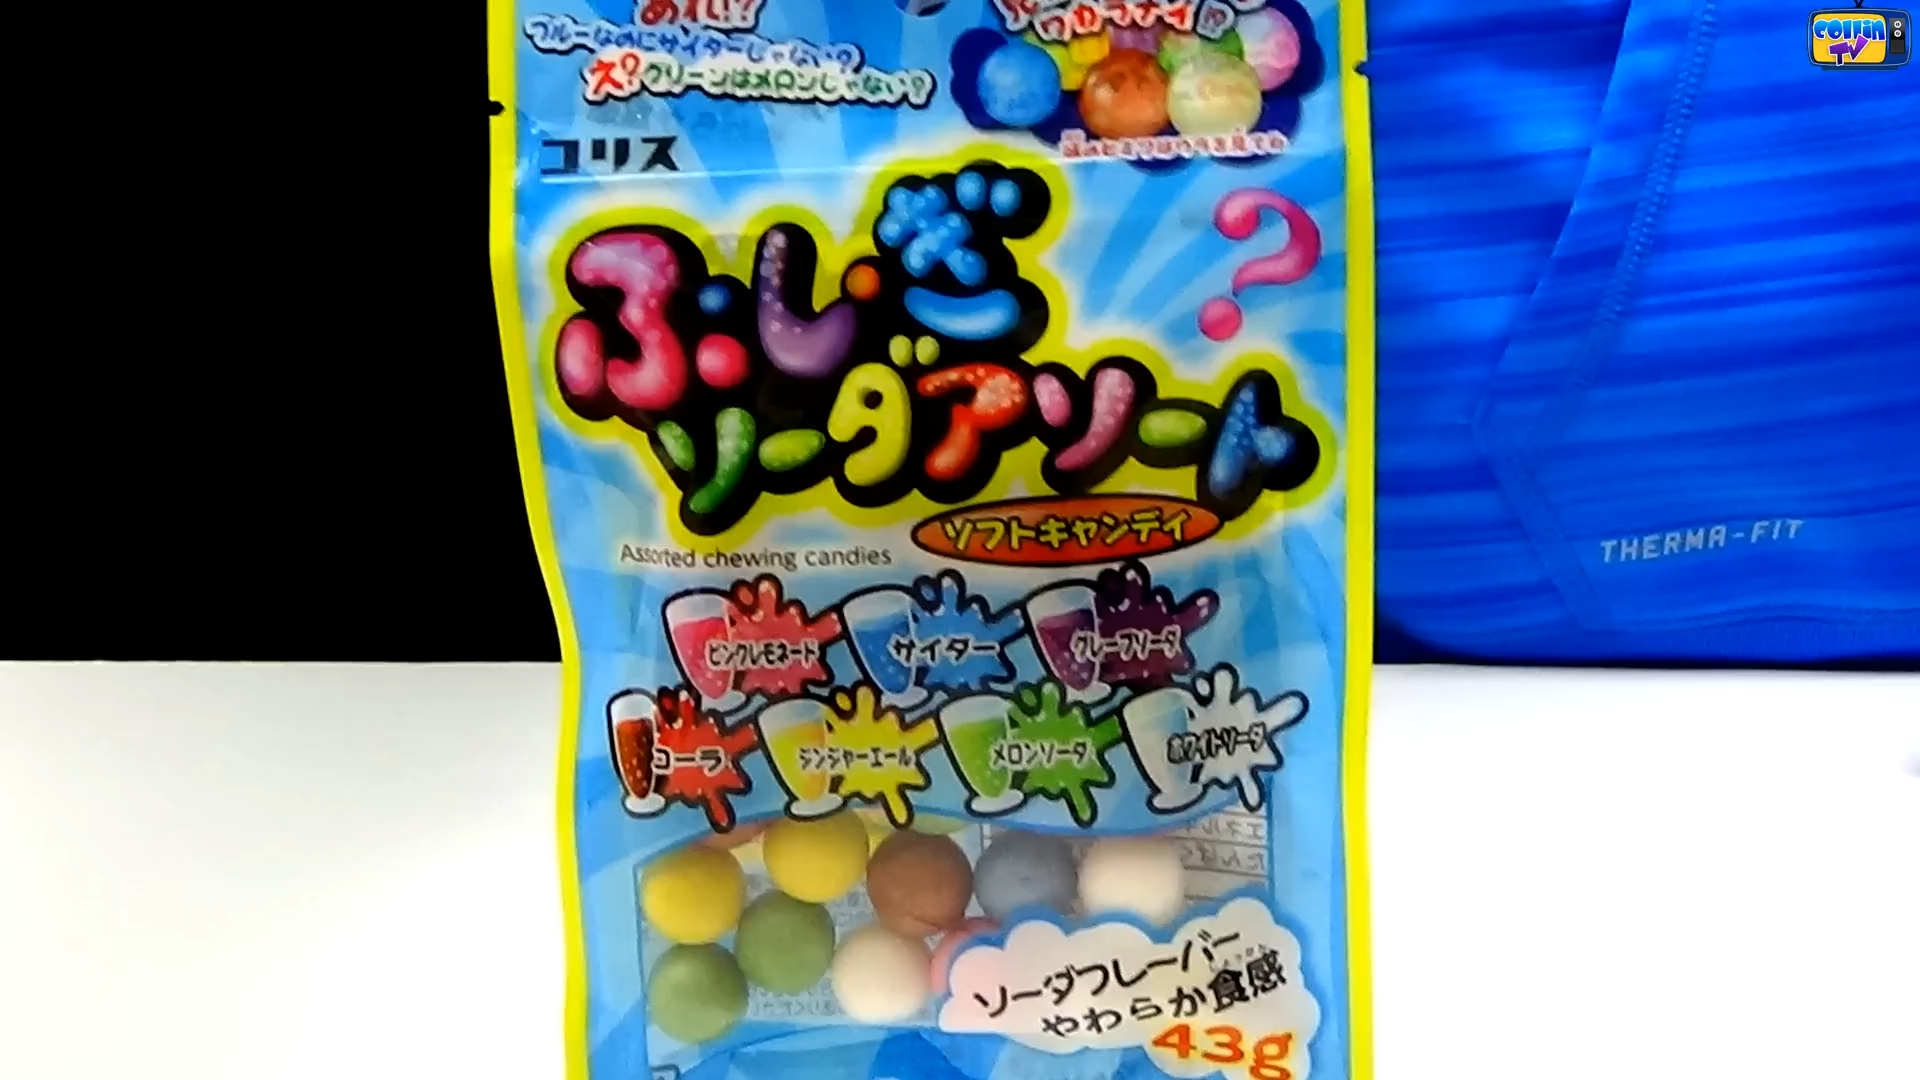 あれ!?
ブルーなのにサイダーじゃない?
え?グリーンはメロンじゃない?
コリス
?
ふしぎ
ソーダアソート
ソフトキャンディ
Assorted chewing candies
ピンクレモネード
サイダー
グレープソーダ
コーラ
ジンジャーエール
メロンソーダ
ホワイトソーダ
ソーダフレーバー
やわらか食感
43g
THERMA-FIT
Collin
TV